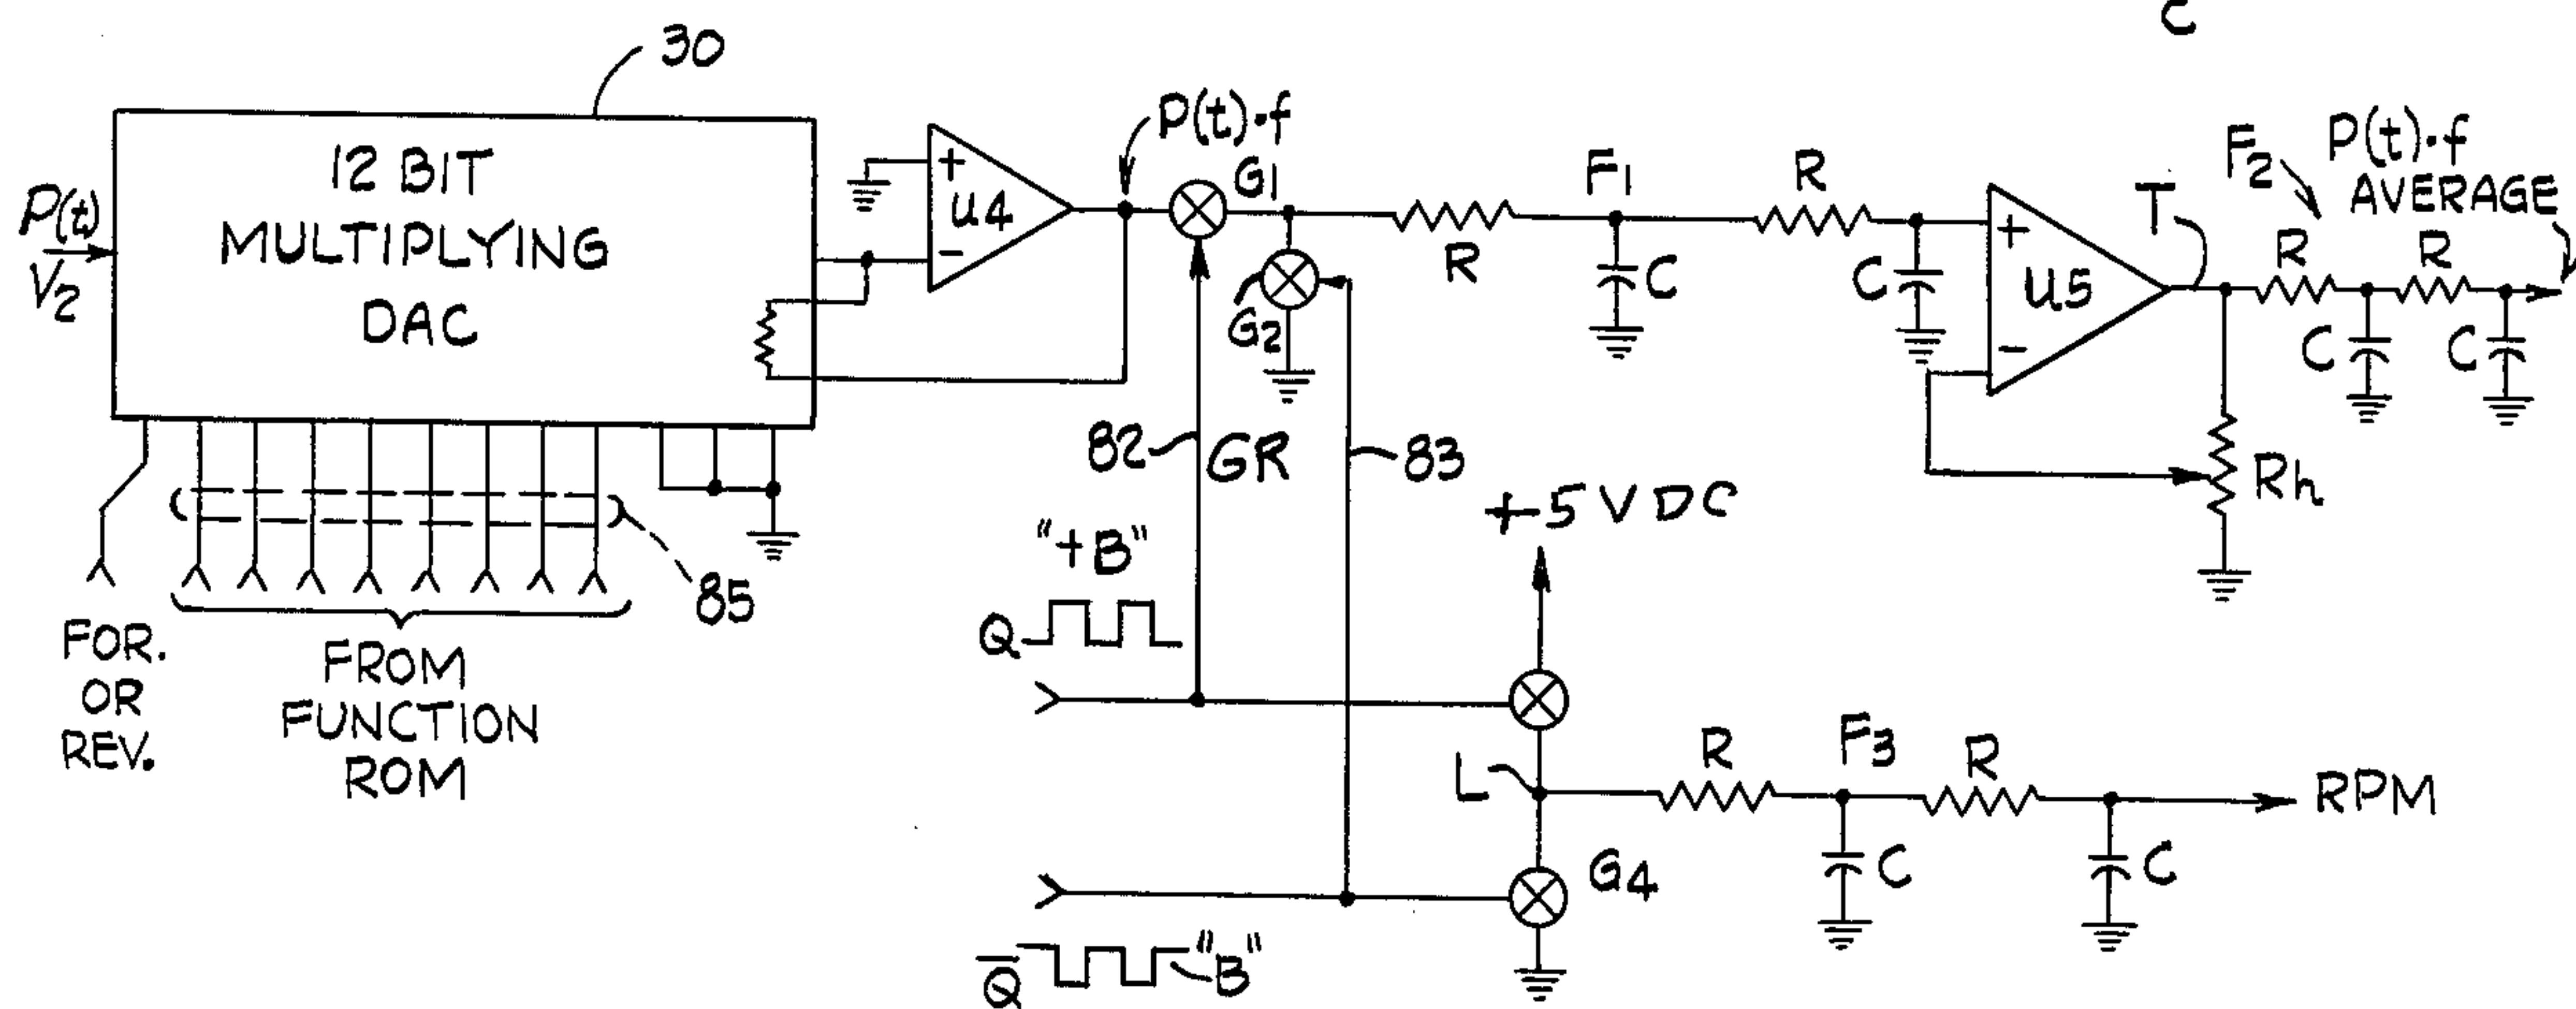 C
30
12 BIT
MULTIPLYING
DAC
P(t)
V2
+
U4
-
P(t)·f
G1
G2
R
F1
C
R
C
+
U5
-
T
F2
P(t)·f
AVERAGE
R
R
C
C
Rh
82
GR
83
+5 VDC
85
FOR.
OR
REV.
FROM
FUNCTION
ROM
"+B"
Q
L
R
F3
R
RPM
C
C
G4
Q̅
"B"